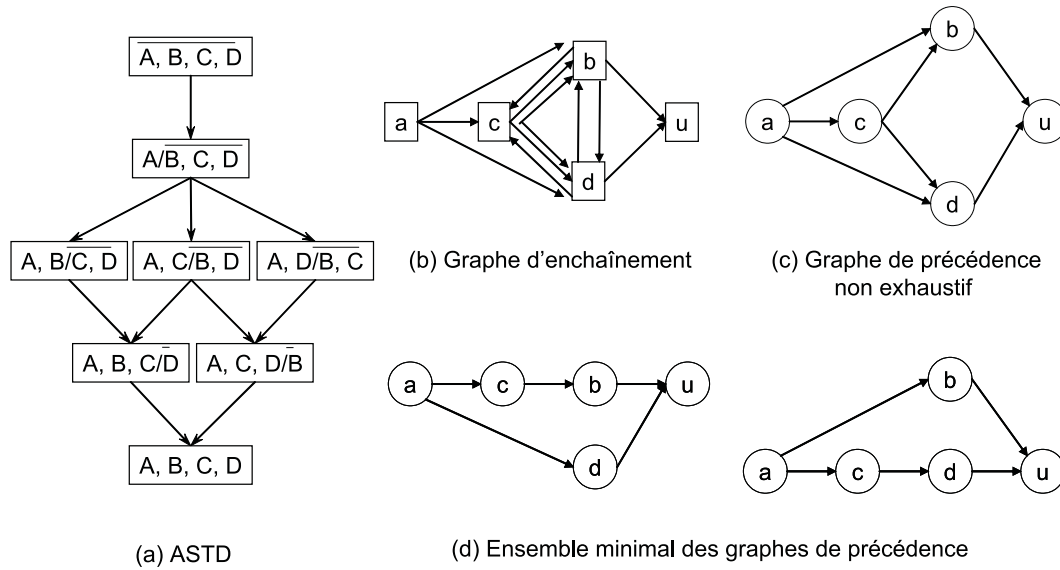 A, B, C, D
A/B, C, D
A, B/C, D
A, C/B, D
A, D/B, C
A, B, C/D
A, C, D/B
A, B, C, D
(a) ASTD
a
c
b
d
u
(b) Graphe d'enchaînement
a
c
b
d
u
(c) Graphe de précédence
non exhaustif
a
c
b
u
d
b
a
c
d
u
(d) Ensemble minimal des graphes de précédence